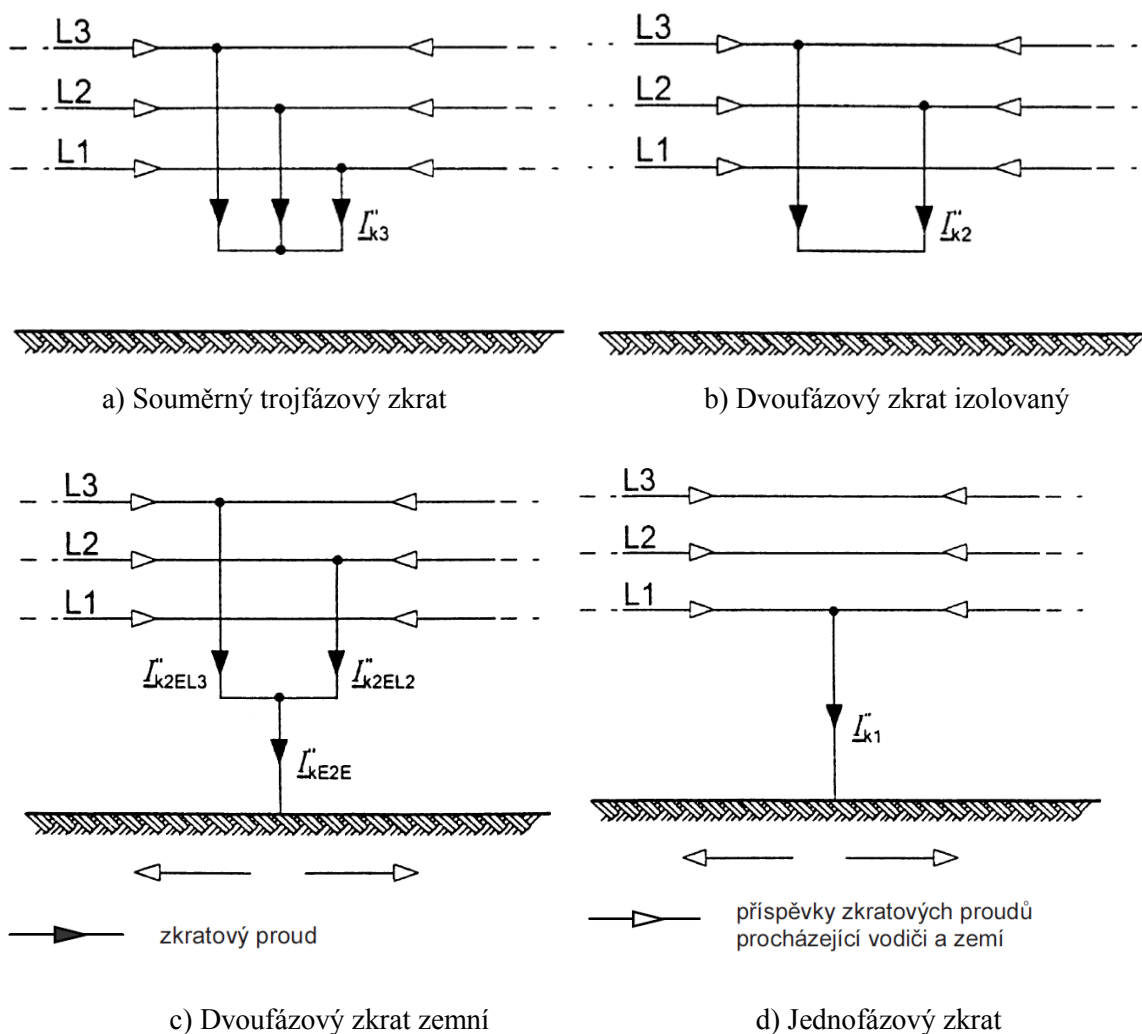 L3
L2
L1
I"k3
a) Souměrný trojfázový zkrat
L3
L2
L1
I"k2
b) Dvoufázový zkrat izolovaný
L3
L2
L1
I"k2EL3
I"k2EL2
I"kE2E
zkratový proud
c) Dvoufázový zkrat zemní
L3
L2
L1
I"k1
příspěvky zkratových proudů
procházející vodiči a zemí
d) Jednofázový zkrat